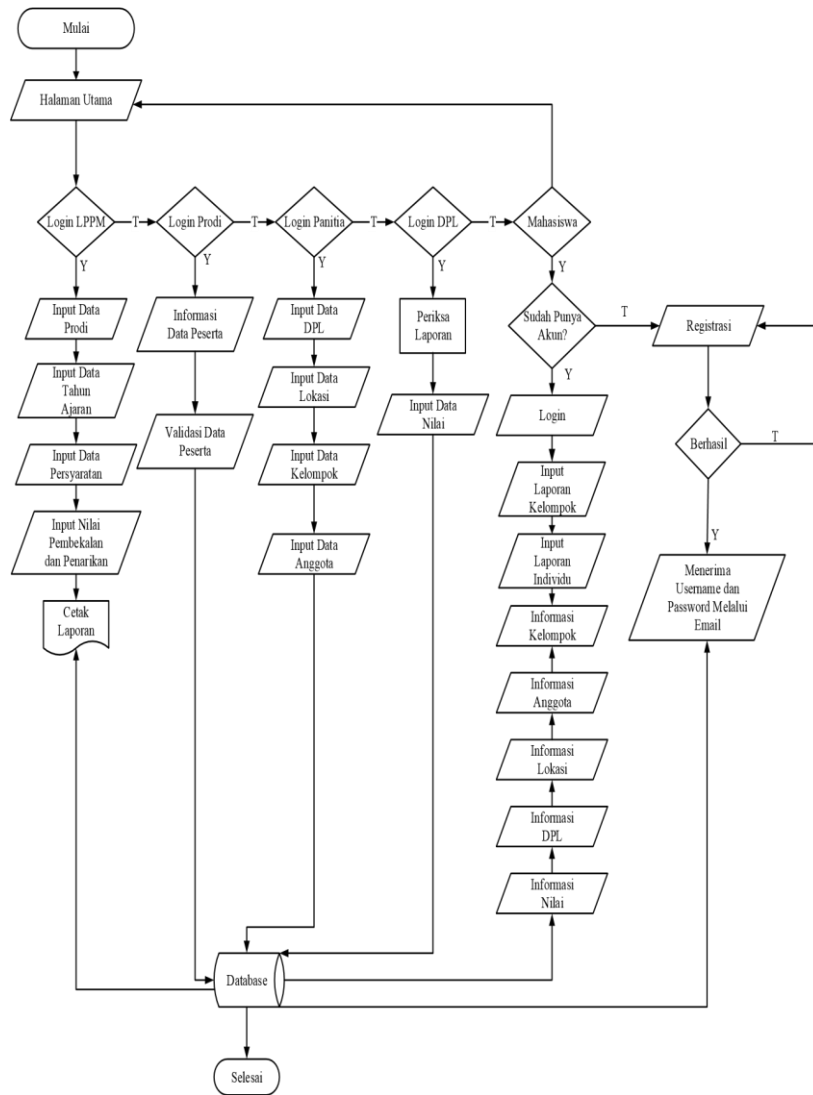 Mulai
Halaman Utama
Login LPPM
T
Login Prodi
T
Login Panitia
T
Login DPL
T
Mahasiswa
Y
Y
Y
Y
Y
Input Data
Prodi
Input Data
Tahun
Ajaran
Input Data
Persyaratan
Input Nilai
Pembekalan
dan Penarikan
Cetak
Laporan
Informasi
Data Peserta
Validasi Data
Peserta
Input Data
DPL
Input Data
Lokasi
Input Data
Kelompok
Input Data
Anggota
Periksa
Laporan
Input Data
Nilai
Sudah Punya
Akun?
T
Y
Login
Input
Laporan
Kelompok
Input
Laporan
Individu
Informasi
Kelompok
Informasi
Anggota
Informasi
Lokasi
Informasi
DPL
Informasi
Nilai
Registrasi
Berhasil
T
Y
Menerima
Username dan
Password Melalui
Email
Database
Selesai